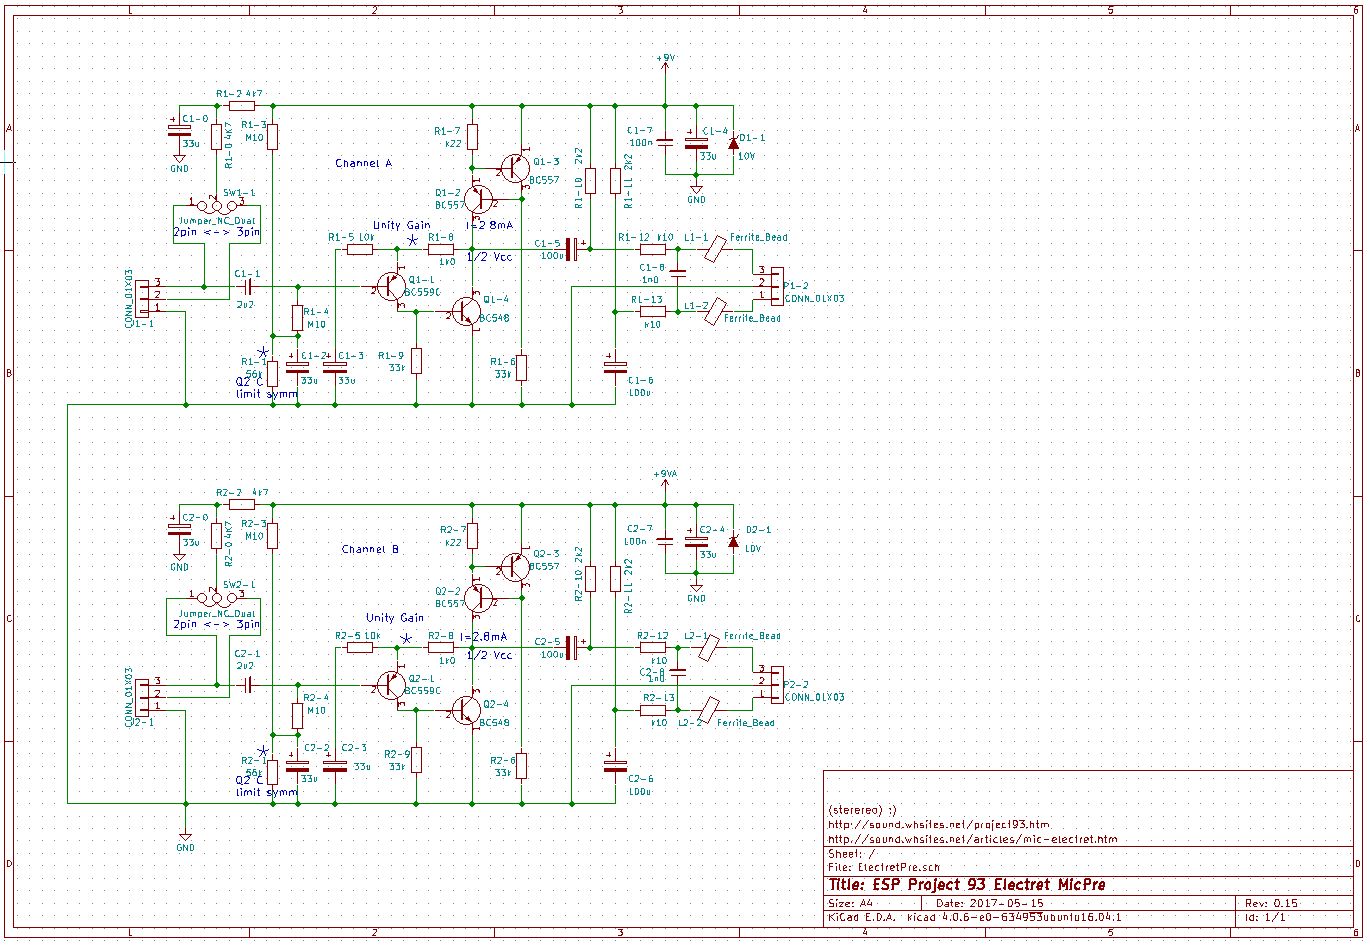 1 2 3 4 5 6
+9V
R1-2 4k7
C1-0
33u
GND
R1-0 4K7
R1-3
M10
Channel A
R1-7
k22
Q1-3
BC557
Q1-2
BC557
R1-10 2k2
R1-11 2k2
C1-7
100n
C1-4
33u
D1-1
10V
GND
SW1-1
Jumper_NC_Dual
2pin <-> 3pin
Unity Gain
I=2.8mA
R1-5 10k
R1-8
1k0
1/2 Vcc
C1-5
100u
R1-12 k10
L1-1
Ferrite_Bead
C1-8
1n0
CONN_01X03
J1-1
C1-1
2u2
Q1-1
BC559C
R1-4
M10
Q1-4
BC548
P1-2
CONN_01X03
R1-13
k10
L1-2
Ferrite_Bead
R1-1
56k
Q2 C
limit symm
C1-2
33u
C1-3
33u
R1-9
33k
R1-6
33k
C1-6
100u
+9VA
R2-2 4k7
C2-0
33u
GND
R2-0 4K7
R2-3
M10
Channel B
R2-7
k22
Q2-3
BC557
Q2-2
BC557
R2-10 2k2
R2-11 2k2
C2-7
100n
C2-4
33u
D2-1
10V
GND
SW2-1
Jumper_NC_Dual
2pin <-> 3pin
Unity Gain
I=2.8mA
R2-5 10k
R2-8
1k0
1/2 Vcc
C2-5
100u
R2-12
k10
L2-1
Ferrite_Bead
C2-8
1n0
CONN_01X03
J2-1
C2-1
2u2
Q2-1
BC559C
R2-4
M10
Q2-4
BC548
P2-2
CONN_01X03
R2-13
k10
L2-2
Ferrite_Bead
R2-1
56k
Q2 C
limit symm
C2-2
33u
C2-3
33u
R2-9
33k
R2-6
33k
C2-6
100u
GND
(sterereo) :)
http://sound.whsites.net/project93.htm
http://sound.whsites.net/articles/mic-electret.htm
Sheet: /
File: ElectretPre.sch
Title: ESP Project 93 Electret MicPre
Size: A4 Date: 2017-05-15 Rev: 0.15
KiCad E.D.A. kicad 4.0.6-e0-6349~53~ubuntu16.04.1 Id: 1/1